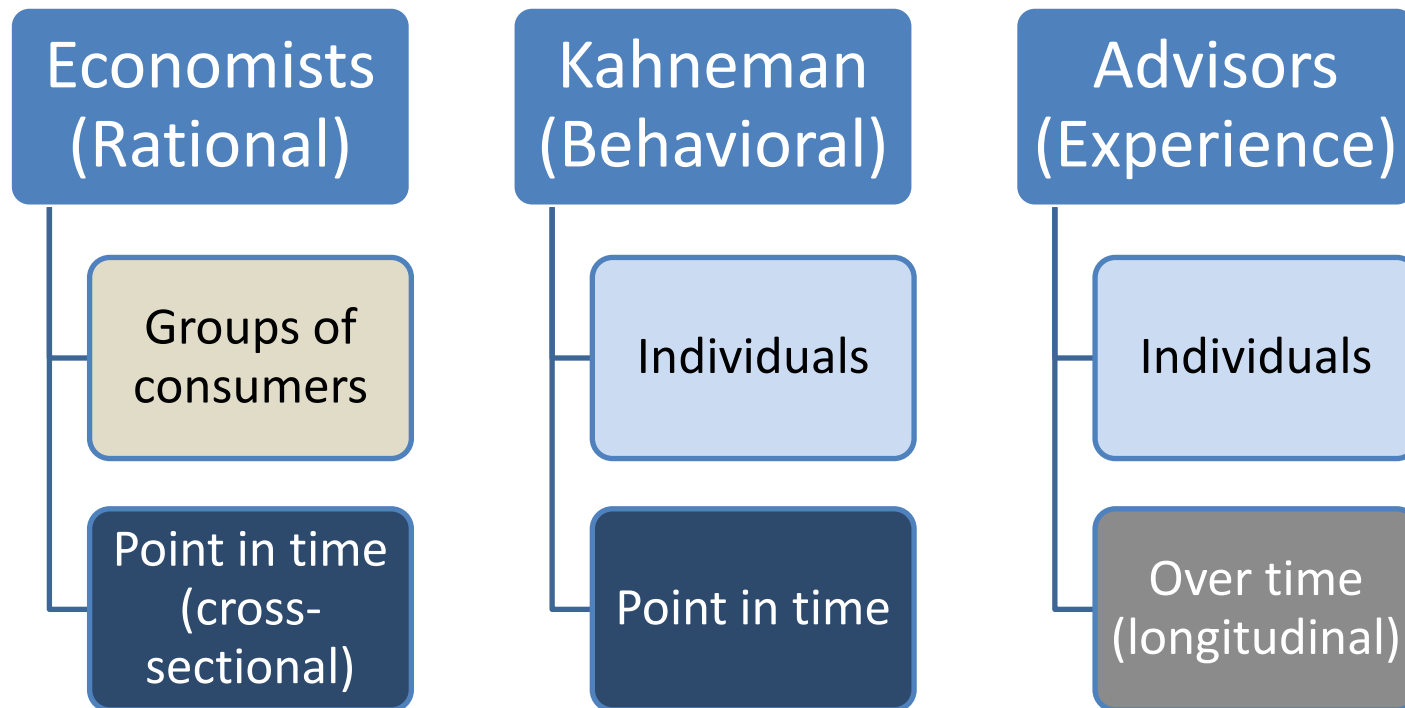 Economists
(Rational)
Groups of
consumers
Point in time
(cross-
sectional)
Kahneman
(Behavioral)
Individuals
Point in time
Advisors
(Experience)
Individuals
Over time
(longitudinal)